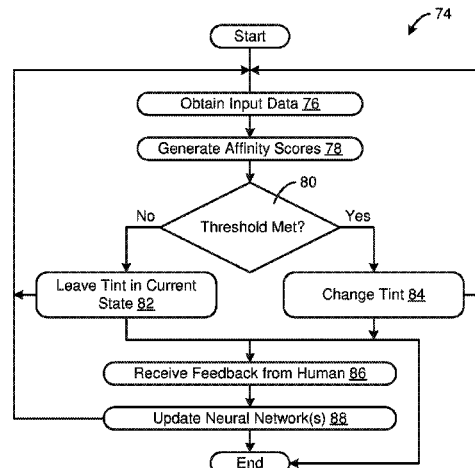 74
Start
Obtain Input Data 76
Generate Affinity Scores 78
80
No
Threshold Met?
Yes
Leave Tint in Current
State 82
Change Tint 84
Receive Feedback from Human 86
Update Neural Network(s) 88
End